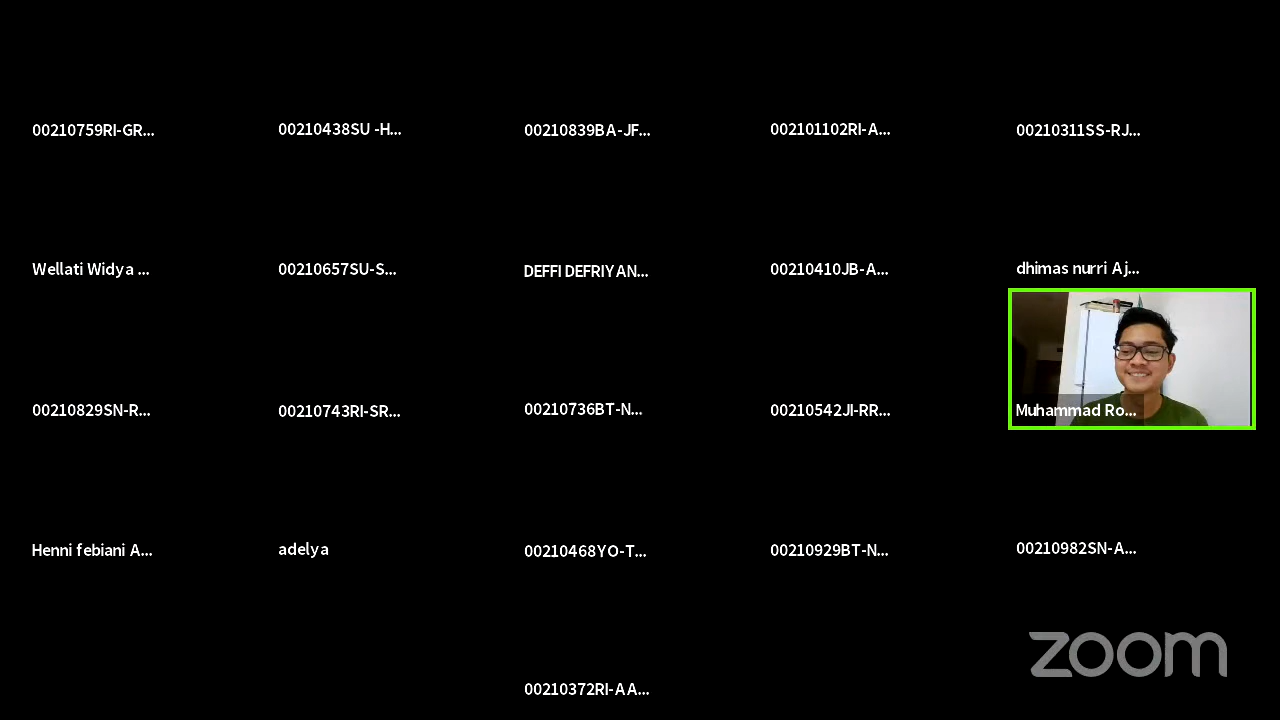 00210759RI-GR...
00210438SU -H...
00210839BA-JF...
002101102RI-A...
00210311SS-RJ...
Wellati Widya ...
00210657SU-S...
DEFFI DEFRIYAN...
00210410JB-A...
dhimas nurri Aj...
00210829SN-R...
00210743RI-SR...
00210736BT-N...
00210542JI-RR...
Muhammad Ro...
Henni febiani A...
adelya
00210468YO-T...
00210929BT-N...
00210982SN-A...
zoom
00210372RI-AA...